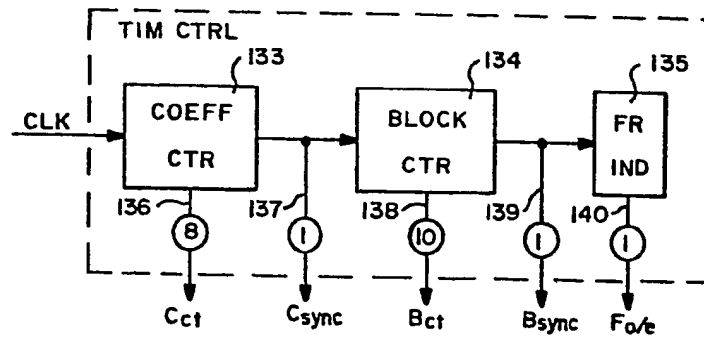 TIM CTRL
133
134
135
CLK
COEFF
CTR
BLOCK
CTR
FR
IND
136
137
138
139
140
8
1
10
1
1
Cct
Csync
Bct
Bsync
Fo/e